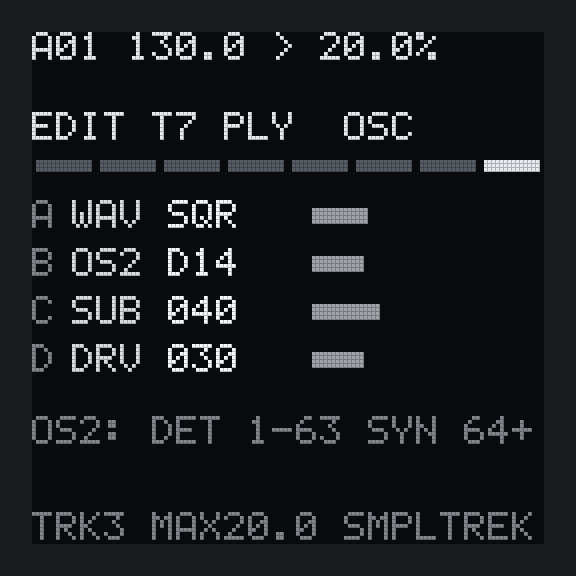 A01 130.0 > 20.0%
EDIT T7 PLY OSC
A WAV SQR
B OS2 D14
C SUB 040
D DRV 030
OS2: DET 1-63 SYN 64+
TRK3 MAX20.0 SMPLTREK